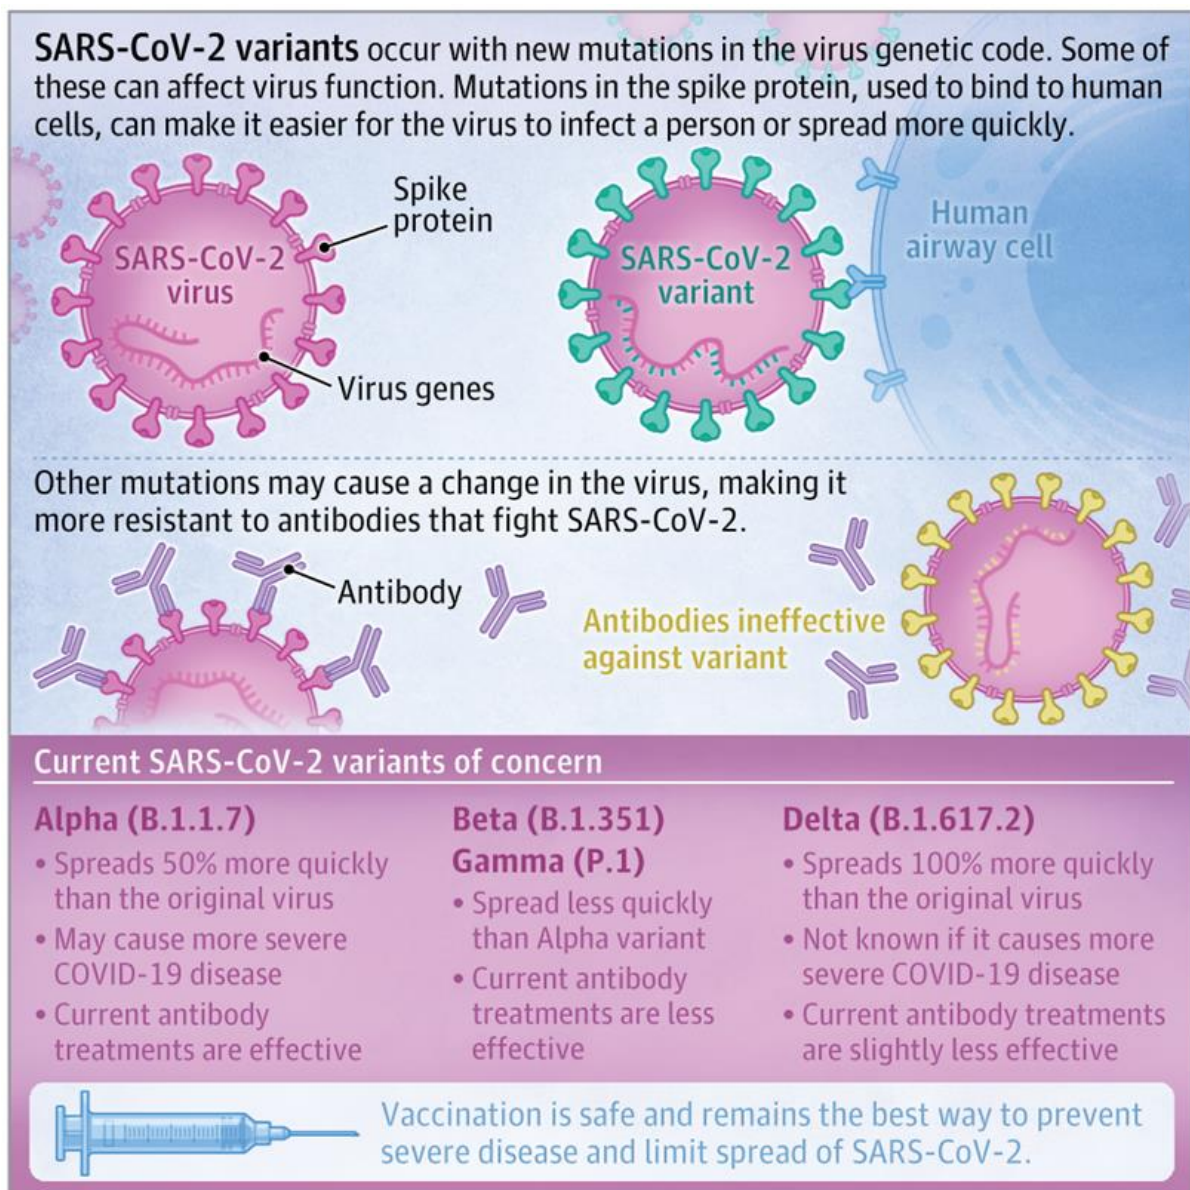 SARS-CoV-2 variants occur with new mutations in the virus genetic code. Some of
these can affect virus function. Mutations in the spike protein, used to bind to human
cells, can make it easier for the virus to infect a person or spread more quickly.
Spike
protein
SARS-CoV-2
virus
Virus genes
SARS-CoV-2
variant
Human
airway cell
Other mutations may cause a change in the virus, making it
more resistant to antibodies that fight SARS-CoV-2.
Antibody
Antibodies ineffective
against variant
Current SARS-CoV-2 variants of concern
Alpha (B.1.1.7)
• Spreads 50% more quickly
than the original virus
• May cause more severe
COVID-19 disease
• Current antibody
treatments are effective
Beta (B.1.351)
Gamma (P.1)
• Spread less quickly
than Alpha variant
• Current antibody
treatments are less
effective
Delta (B.1.617.2)
• Spreads 100% more quickly
than the original virus
• Not known if it causes more
severe COVID-19 disease
• Current antibody treatments
are slightly less effective
Vaccination is safe and remains the best way to prevent
severe disease and limit spread of SARS-CoV-2.